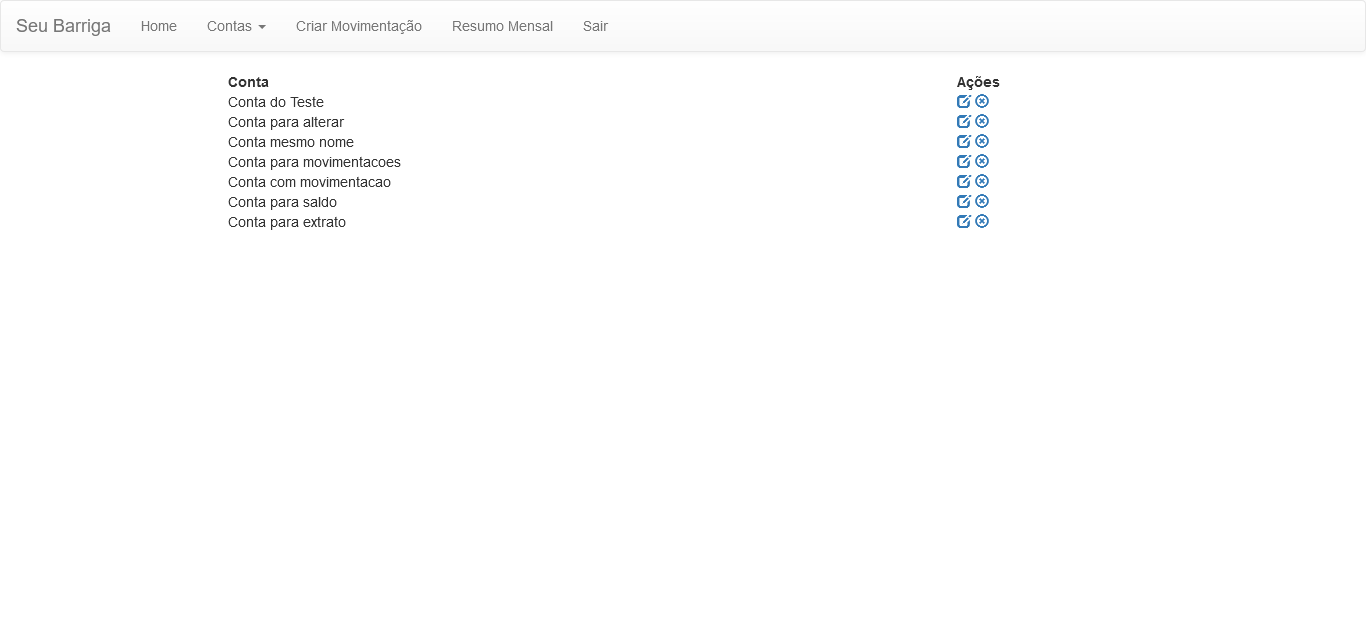 Seu Barriga Home Contas Criar Movimentação Resumo Mensal Sair
Conta Ações
Conta do Teste
Conta para alterar
Conta mesmo nome
Conta para movimentacoes
Conta com movimentacao
Conta para saldo
Conta para extrato